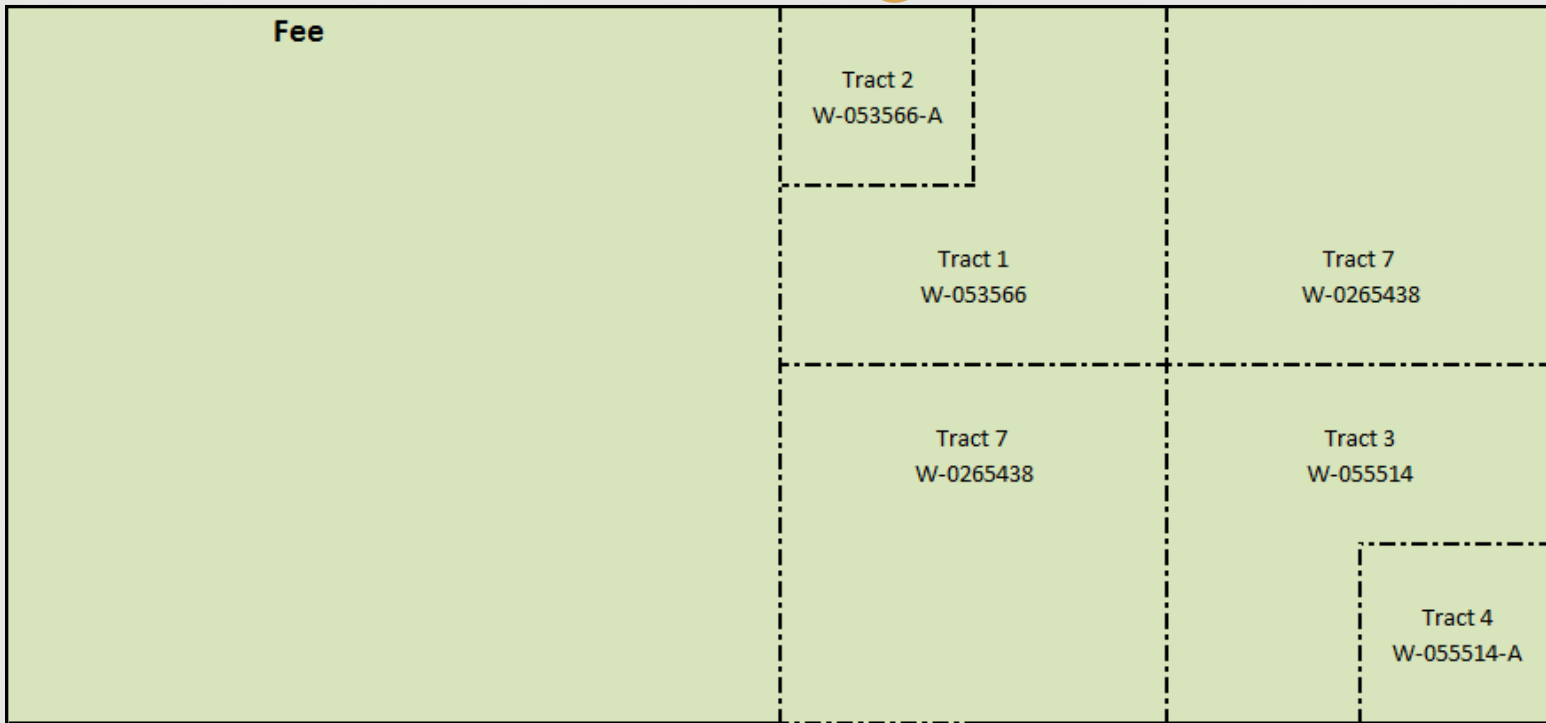 Fee
Tract 2
W-053566-A
Tract 1
W-053566
Tract 7
W-0265438
Tract 7
W-0265438
Tract 3
W-055514
Tract 4
W-055514-A